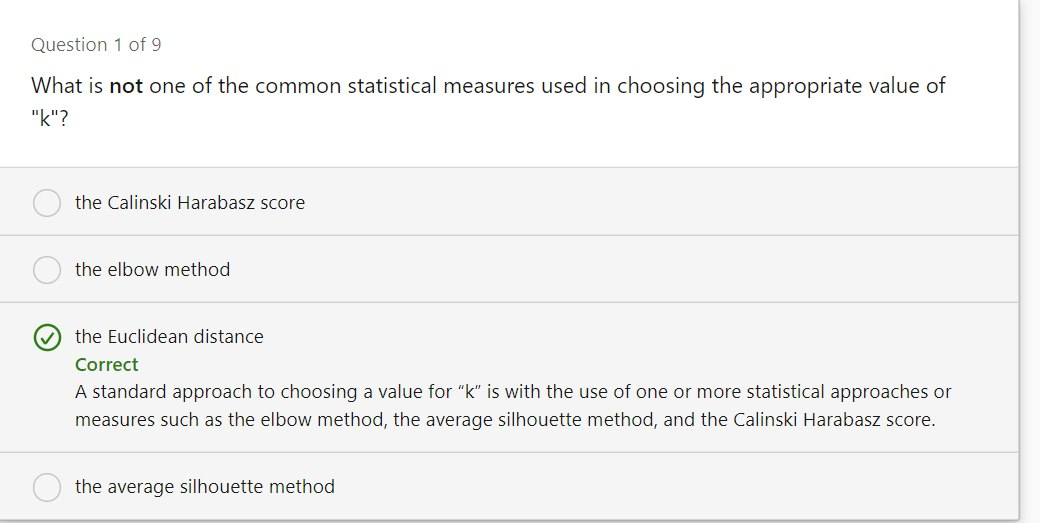 Question 1 of 9
What is not one of the common statistical measures used in choosing the appropriate value of
"k"?
the Calinski Harabasz score
the elbow method
the Euclidean distance
Correct
A standard approach to choosing a value for “k” is with the use of one or more statistical approaches or
measures such as the elbow method, the average silhouette method, and the Calinski Harabasz score.
the average silhouette method